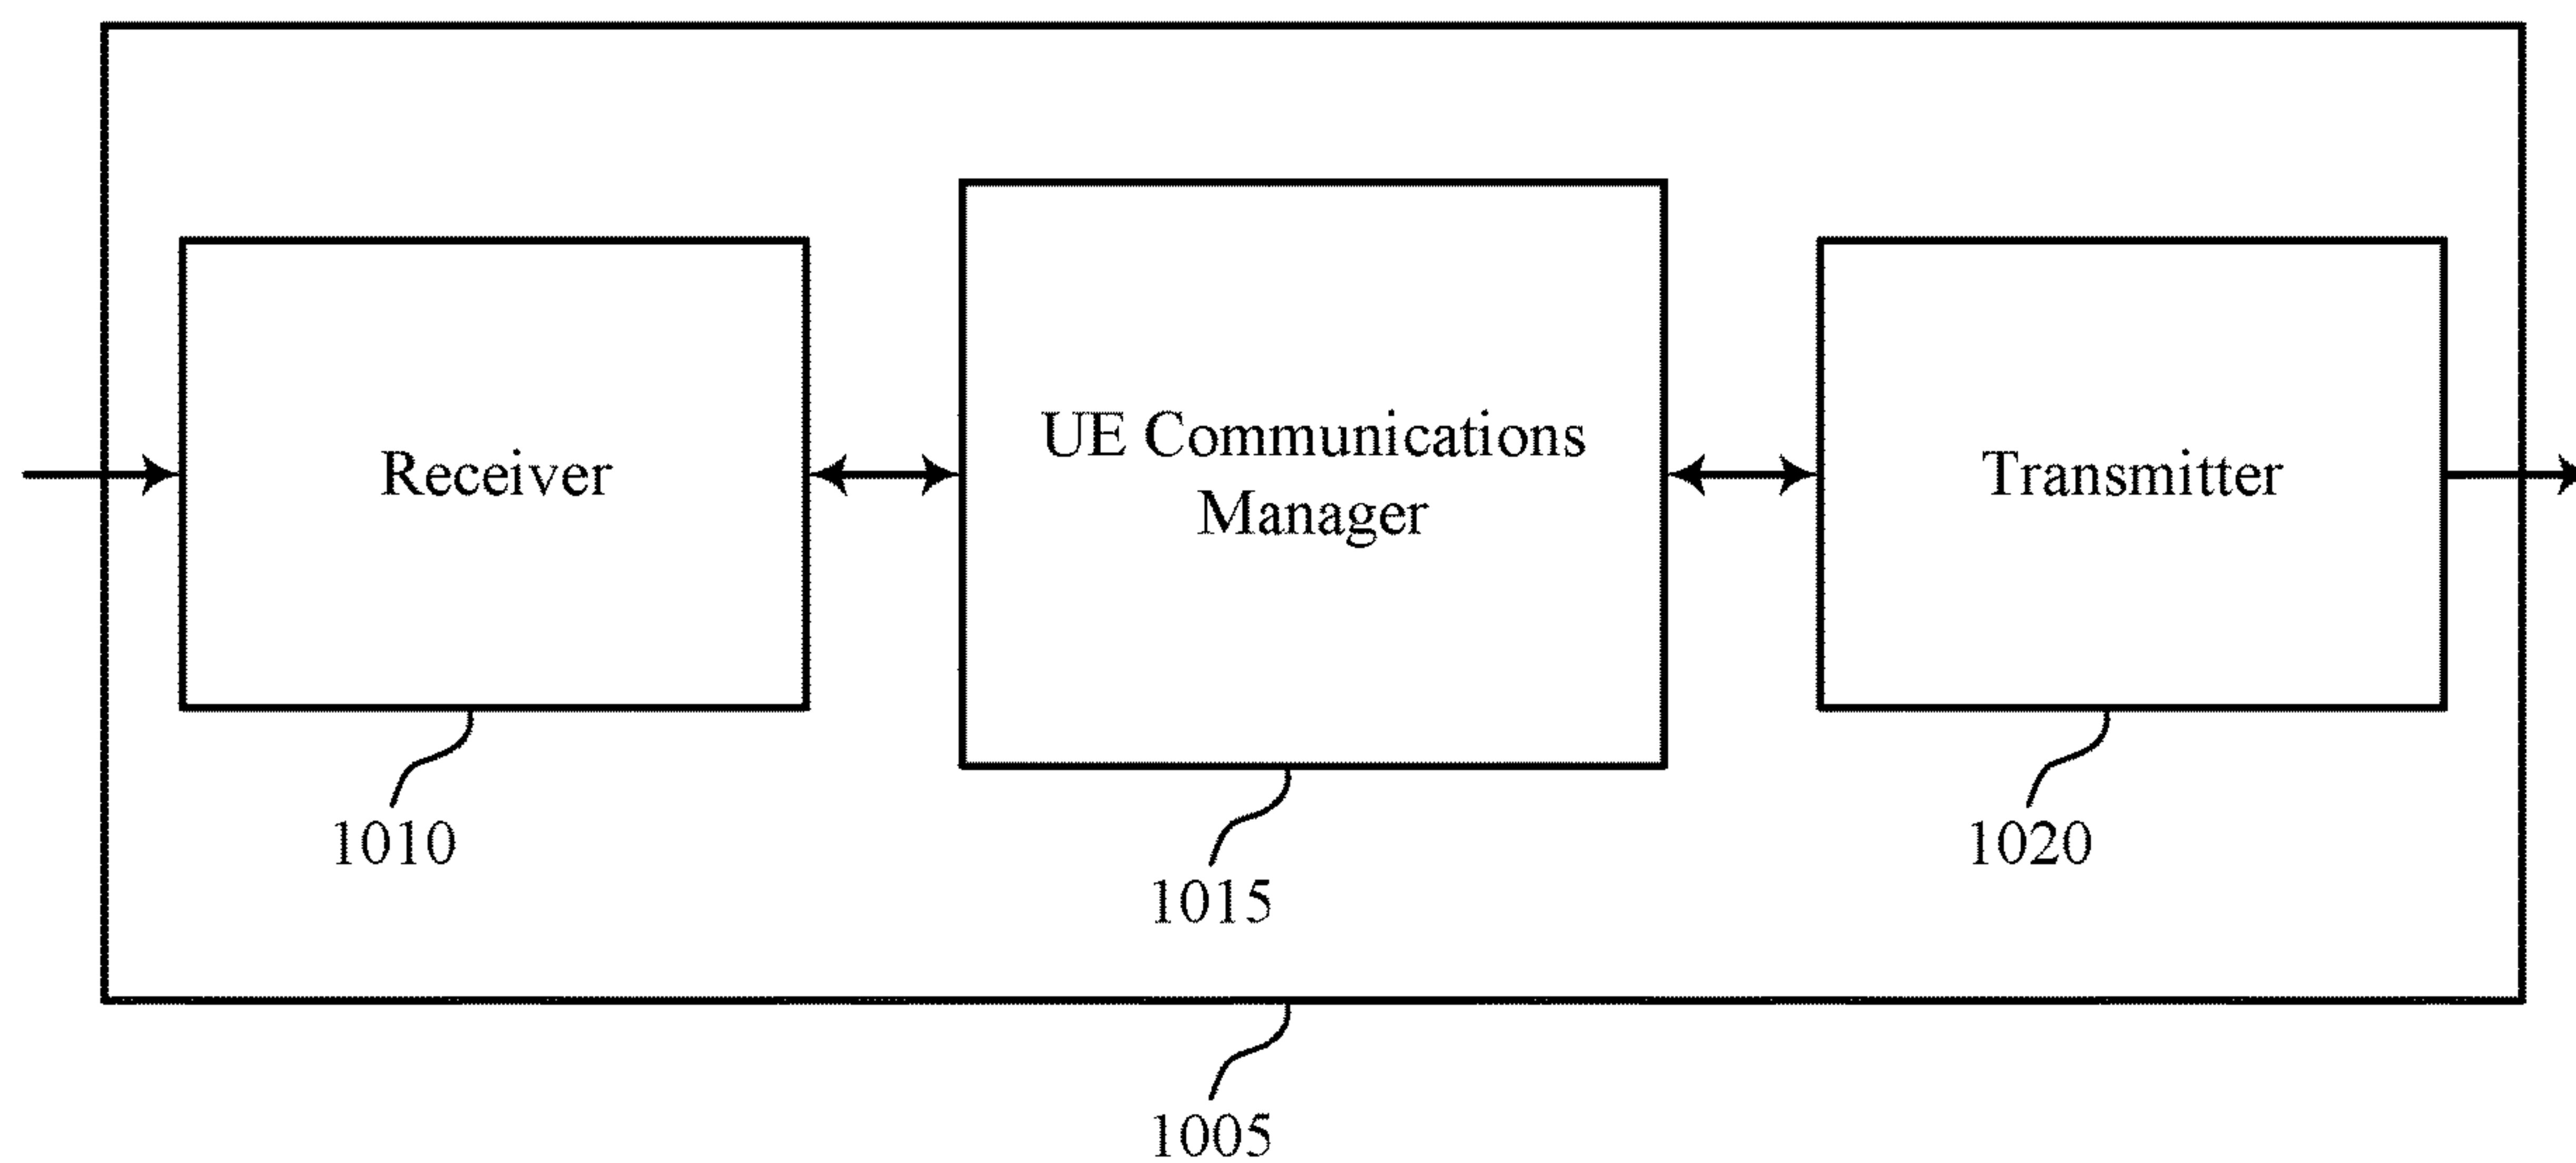 Receiver
UE Communications
Manager
Transmitter
1010
1015
1020
1005